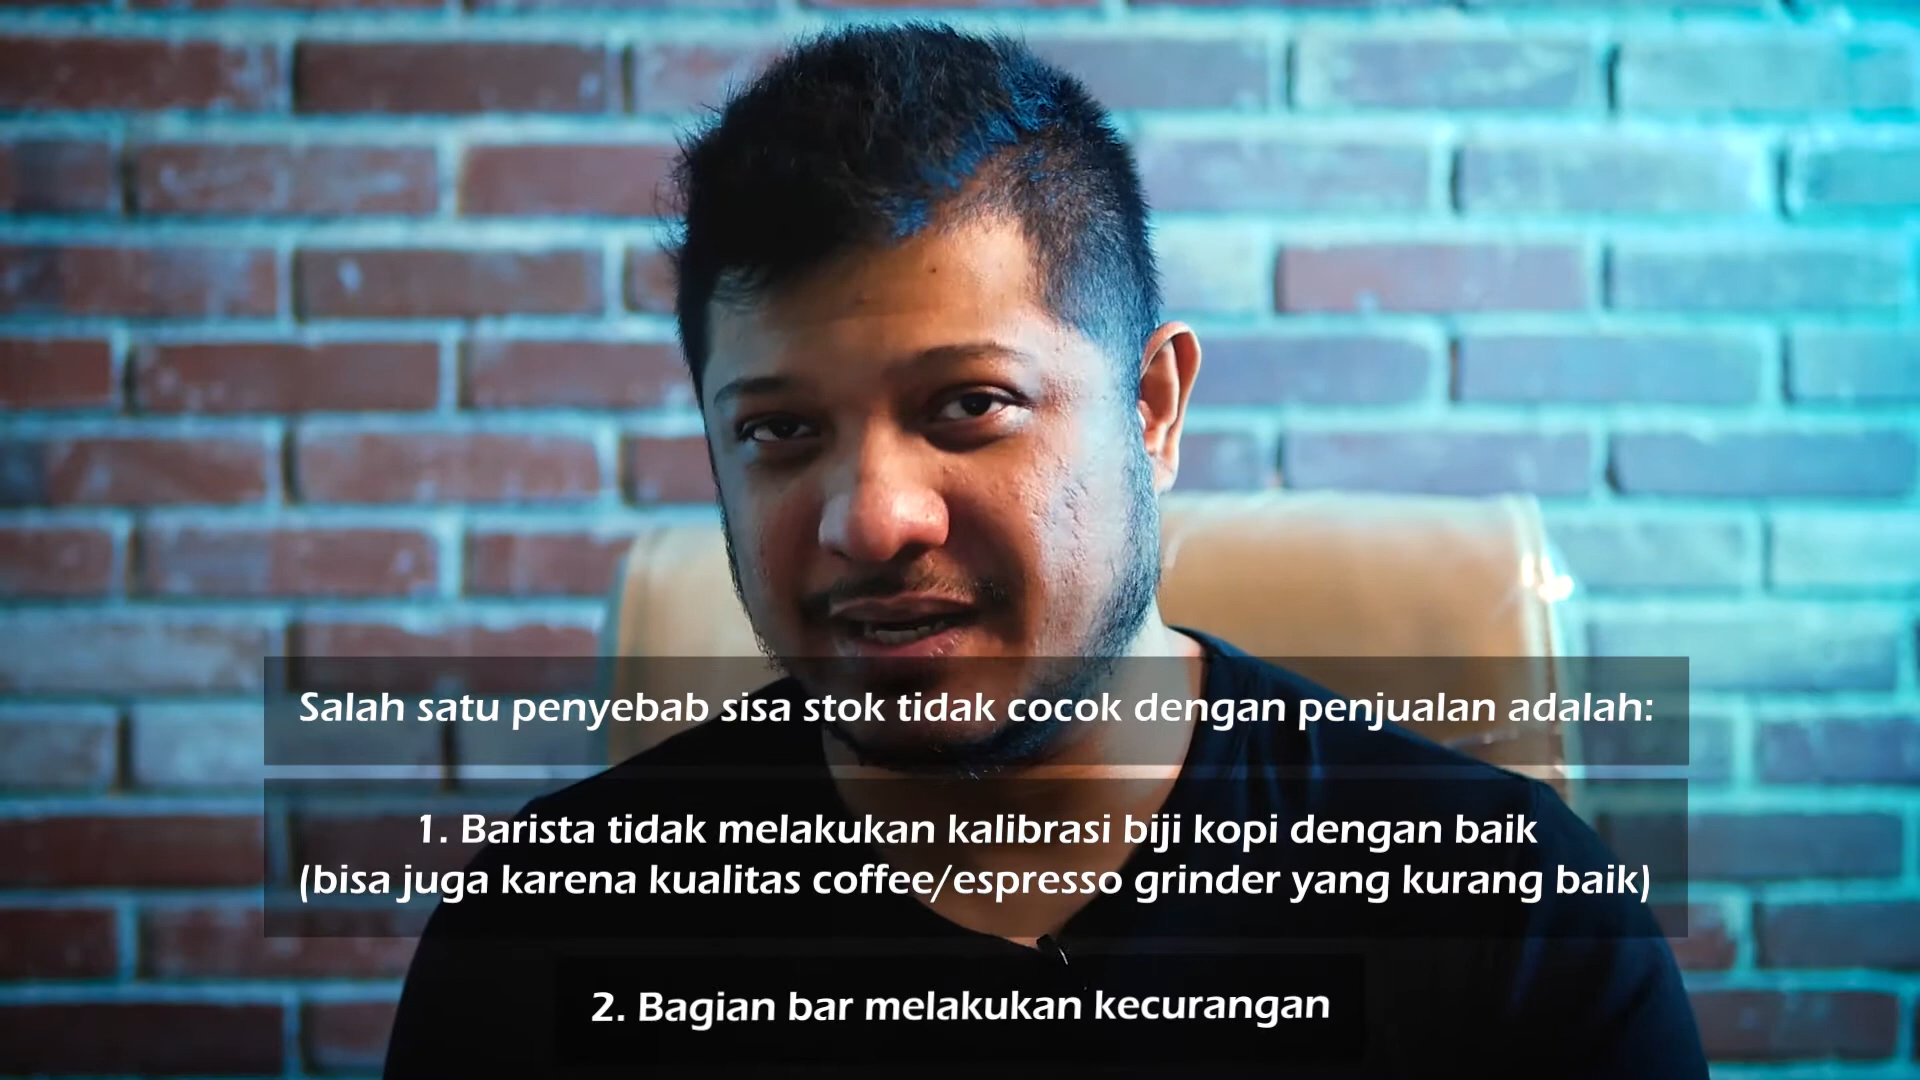 Salah satu penyebab sisa stok tidak cocok dengan penjualan adalah:
1. Barista tidak melakukan kalibrasi biji kopi dengan baik
(bisa juga karena kualitas coffee/espresso grinder yang kurang baik)
2. Bagian bar melakukan kecurangan